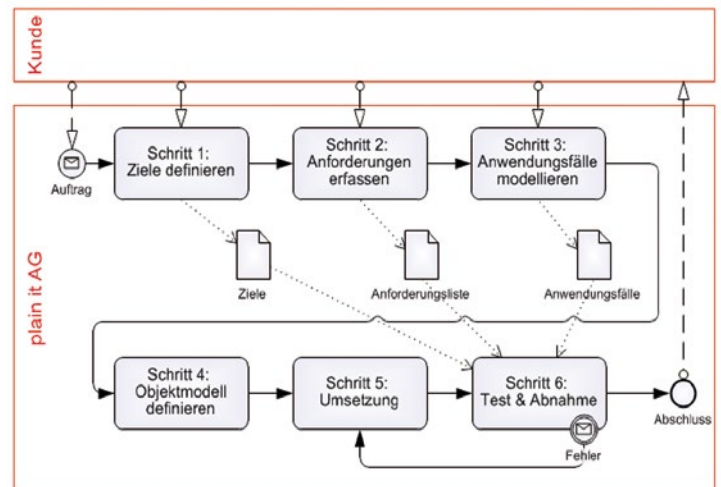 Kunde
plain it AG
Auftrag
Schritt 1:
Ziele definieren
Schritt 2:
Anforderungen
erfassen
Schritt 3:
Anwendungsfälle
modellieren
Ziele
Anforderungsliste
Anwendungsfälle
Schritt 4:
Objektmodell
definieren
Schritt 5:
Umsetzung
Schritt 6:
Test & Abnahme
Fehler
Abschluss